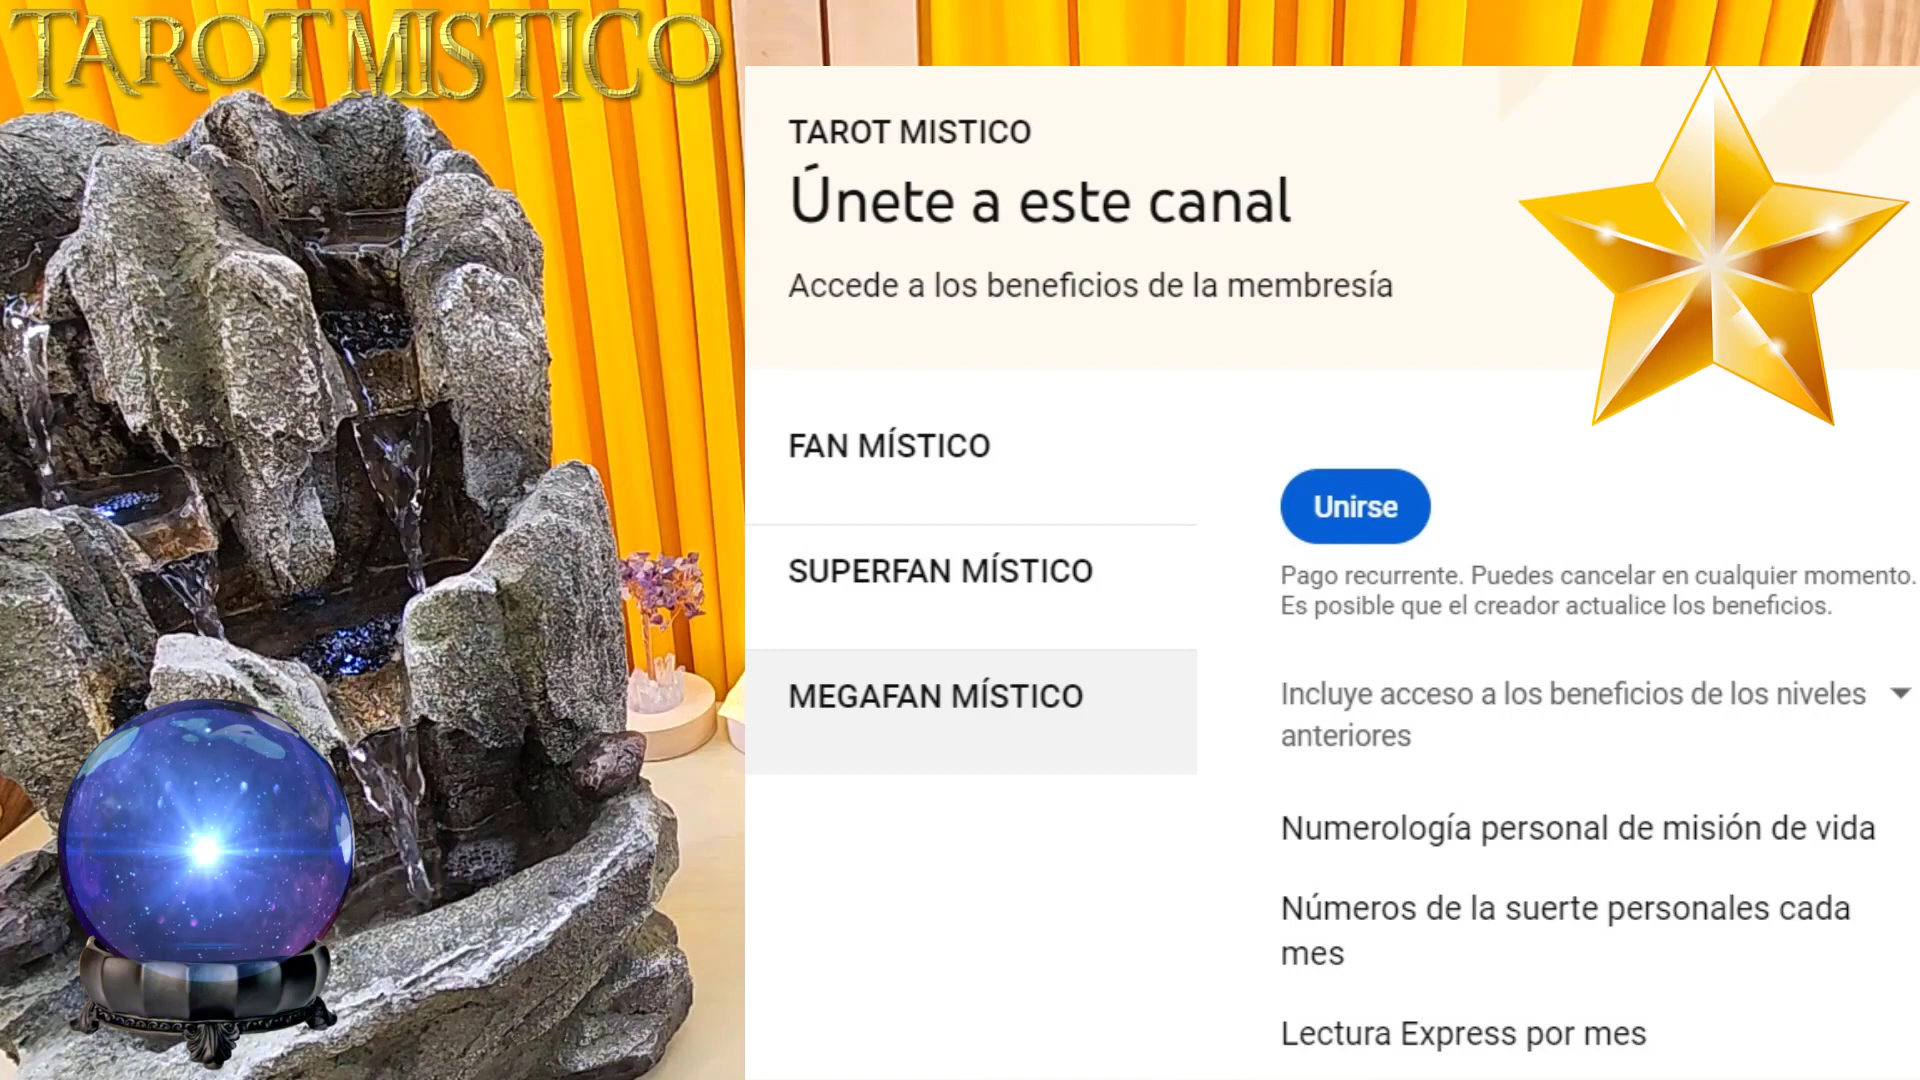 TAROT MISTICO
TAROT MISTICO
Únete a este canal
Accede a los beneficios de la membresía
FAN MÍSTICO
SUPERFAN MÍSTICO
MEGAFAN MÍSTICO
Unirse
Pago recurrente. Puedes cancelar en cualquier momento.
Es posible que el creador actualice los beneficios.
Incluye acceso a los beneficios de los niveles
anteriores
Numerología personal de misión de vida
Números de la suerte personales cada
mes
Lectura Express por mes